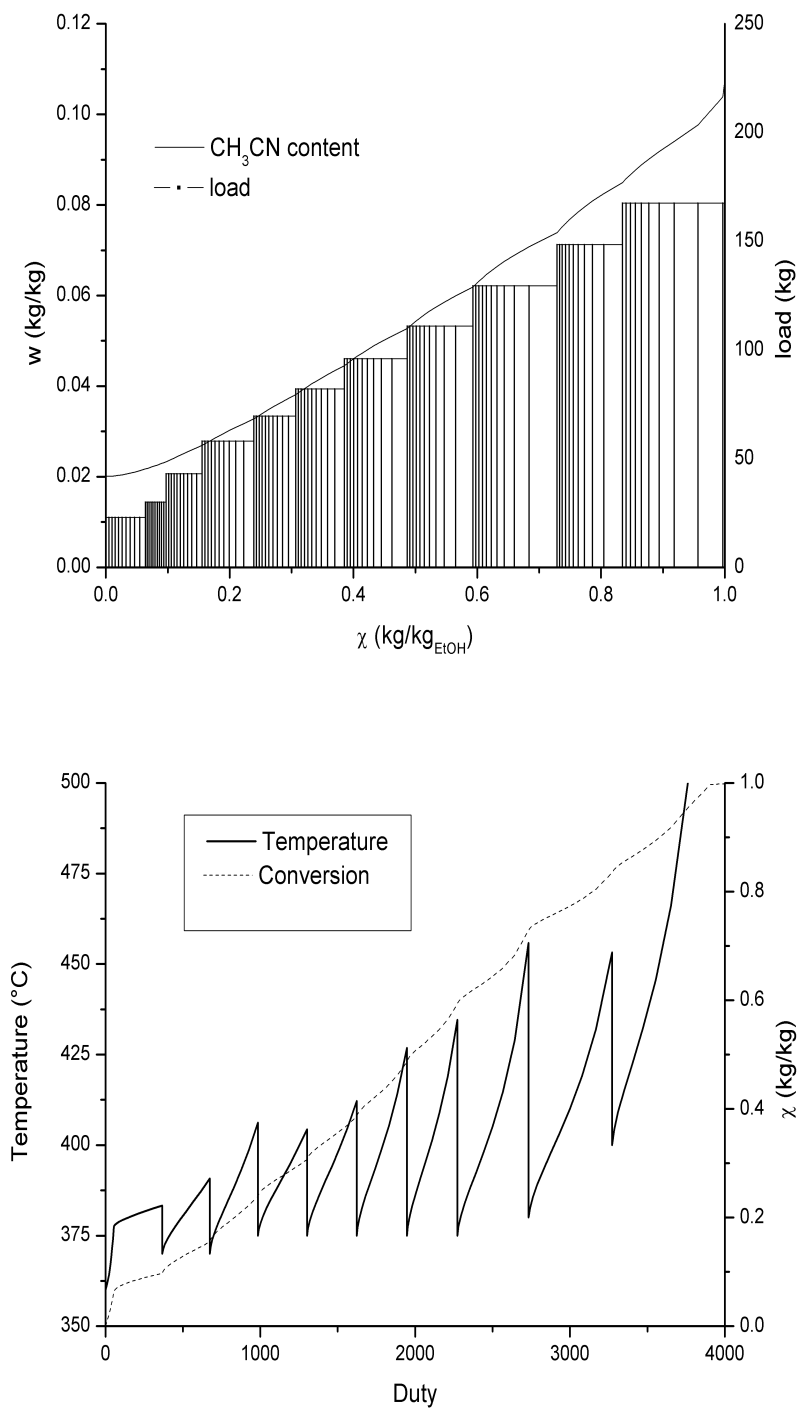 0.12
0.10
0.08
0.06
0.04
0.02
0.00
w (kg/kg)
CH3CN content
load
250
200
150
100
50
0
load (kg)
0.0 0.2 0.4 0.6 0.8 1.0
χ (kg/kgEtOH)
500
475
450
425
400
375
350
Temperature (°C)
Temperature
Conversion
1.0
0.8
0.6
0.4
0.2
0.0
χ (kg/kg)
0 1000 2000 3000 4000
Duty